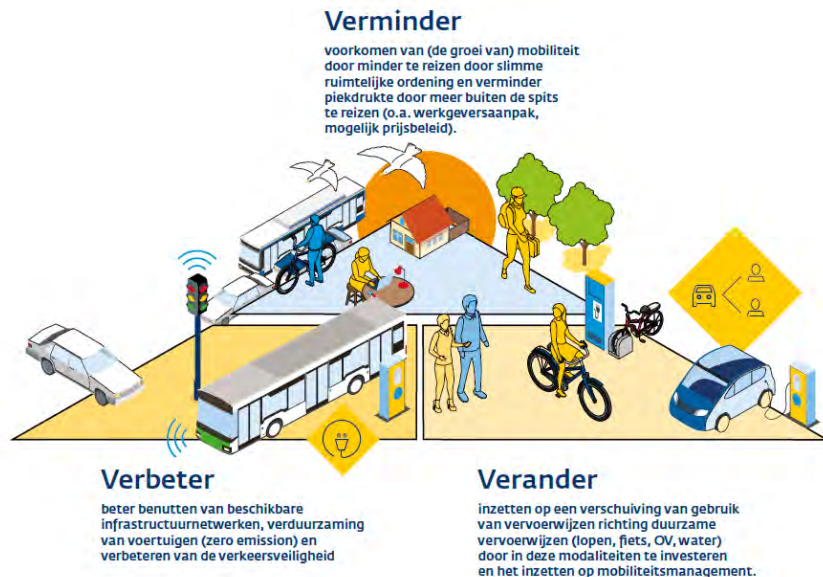 Verminder
voorkomen van (de groei van) mobiliteit
door minder te reizen door slimme
ruimtelijke ordening en verminder
piekdrukte door meer buiten de spits
te reizen (o.a. werkgeversaanpak,
mogelijk prijsbeleid).
Verbeter
beter benutten van beschikbare
infrastructuurnetwerken, verduurzaming
van voertuigen (zero emission) en
verbeteren van de verkeersveiligheid
Verander
inzetten op een verschuiving van gebruik
van vervoerwijzen richting duurzame
vervoerwijzen (lopen, fiets, OV, water)
door in deze modaliteiten te investeren
en het inzetten op mobiliteitsmanagement.